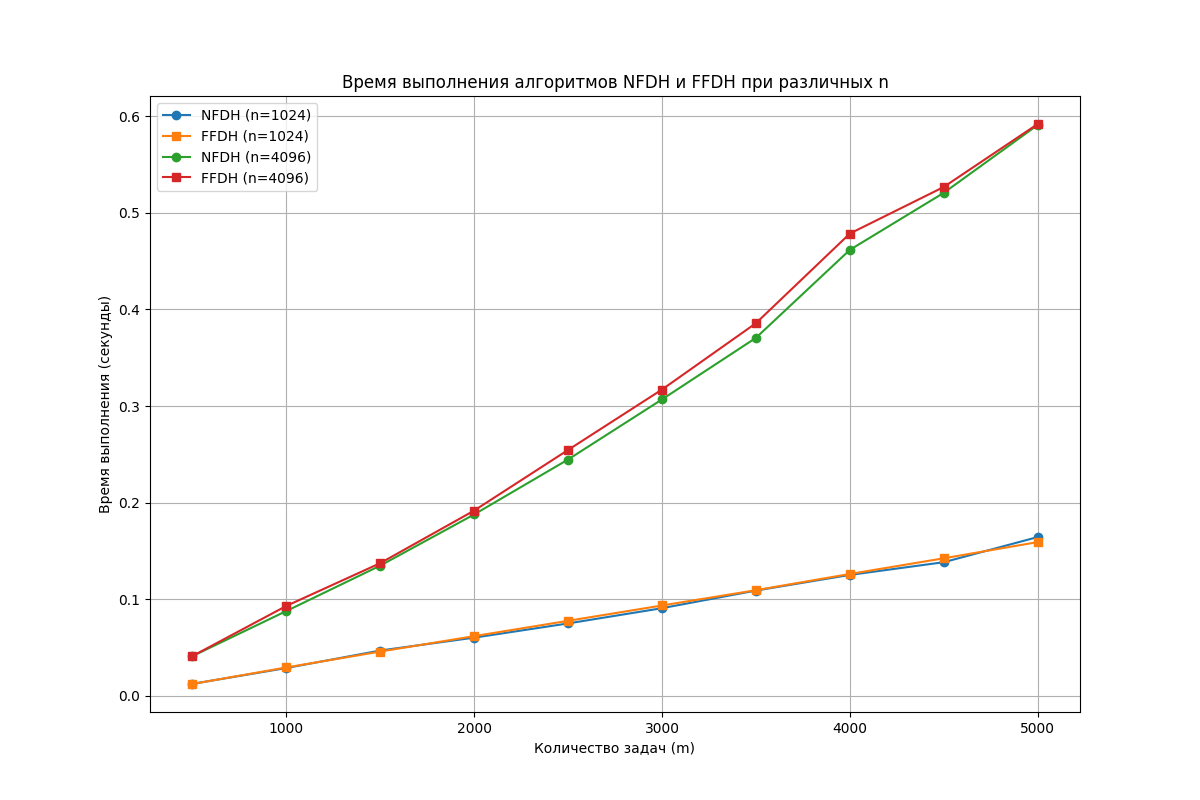 Время выполнения алгоритмов NFDH и FFDH при различных n
NFDH (n=1024)
FFDH (n=1024)
NFDH (n=4096)
FFDH (n=4096)
Время выполнения (секунды)
0.6
0.5
0.4
0.3
0.2
0.1
0.0
1000 2000 3000 4000 5000
Количество задач (m)